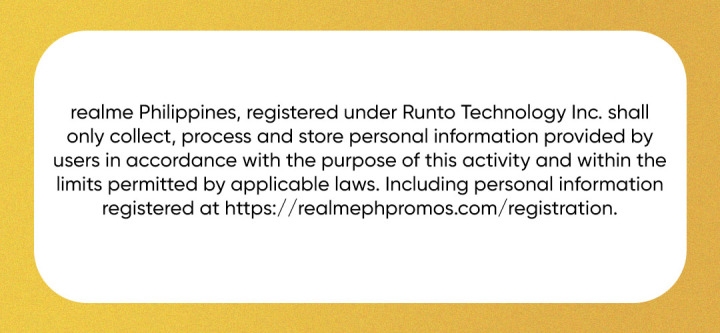 realme Philippines, registered under Runto Technology Inc. shall
only collect, process and store personal information provided by
users in accordance with the purpose of this activity and within the
limits permitted by applicable laws. Including personal information
registered at https://realmephpromos.com/registration.